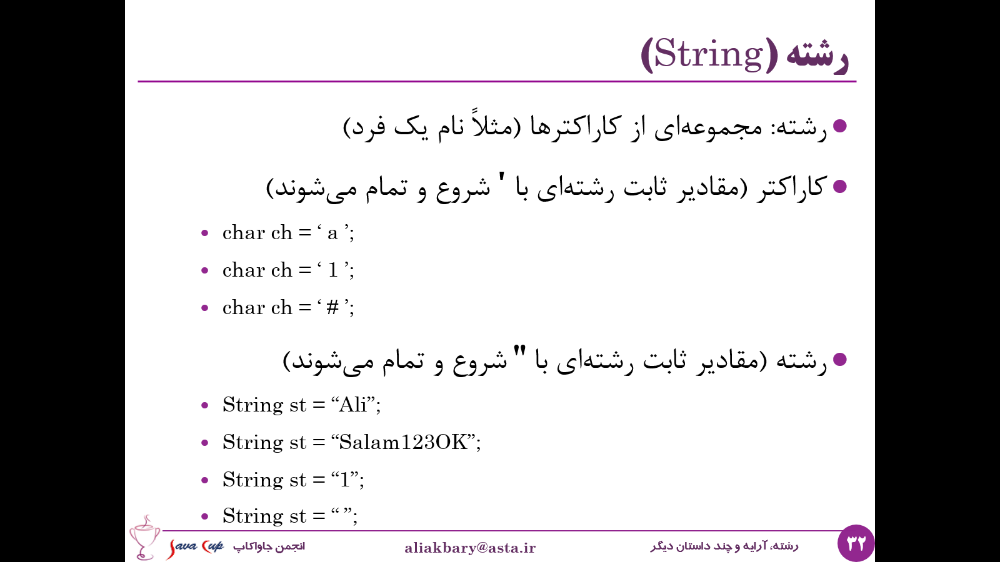 رشته (String)
رشته: مجموعه‌ای از کاراکترها (مثلاً نام یک فرد)
کاراکتر (مقادیر ثابت رشته‌ای با ' شروع و تمام می‌شوند)
char ch = ‘ a ’;
char ch = ‘ 1 ’;
char ch = ‘ # ’;
رشته (مقادیر ثابت رشته‌ای با " شروع و تمام می‌شوند)
String st = “Ali”;
String st = “Salam123OK”;
String st = “1”;
String st = “ ”;
۳۲
رشته، آرایه و چند داستان دیگر
aliakbary@asta.ir
انجمن جاواکاپ
Java Cup